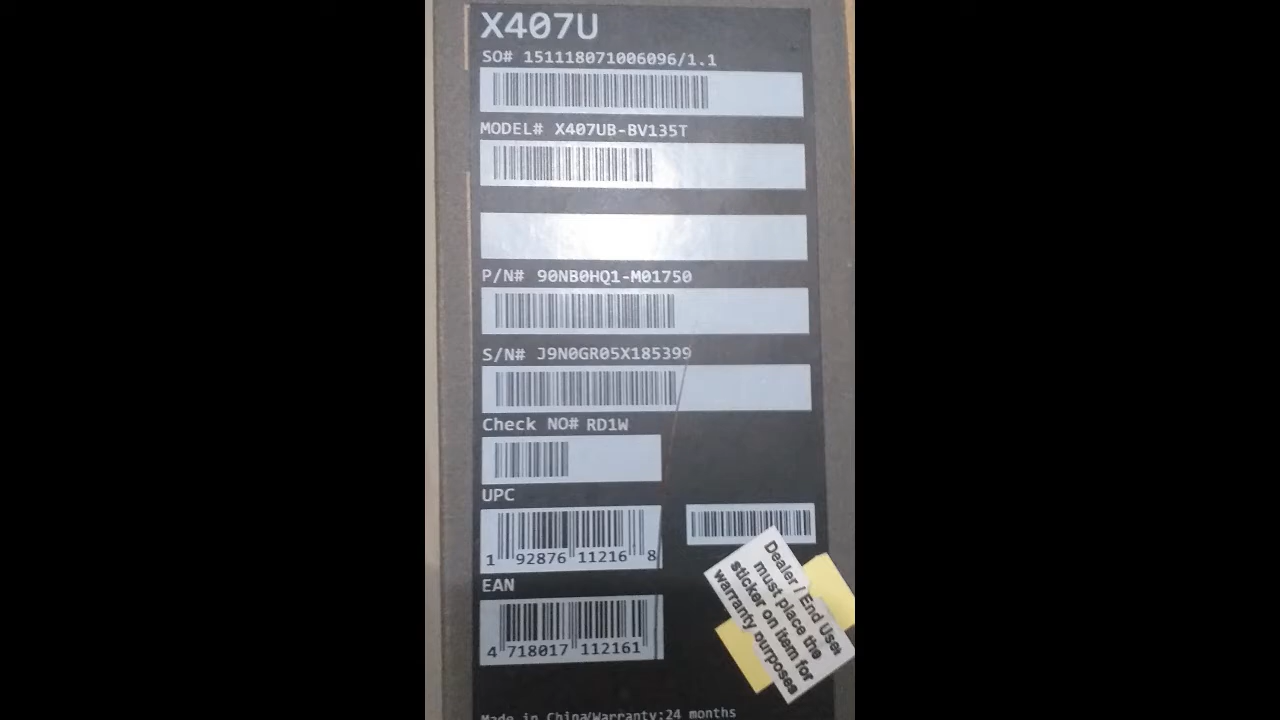 X407U
SO# 151118071006096/1.1
MODEL# X407UB-BV135T
P/N# 90NB0HQ1-M01750
S/N# J9N0GR05X185399
Check NO# RD1W
UPC
1 92876 11216 8
EAN
4 718017 112161
Dealer / End User
must place the
sticker on item for
warranty purposes
Made in China/Warranty:24 months